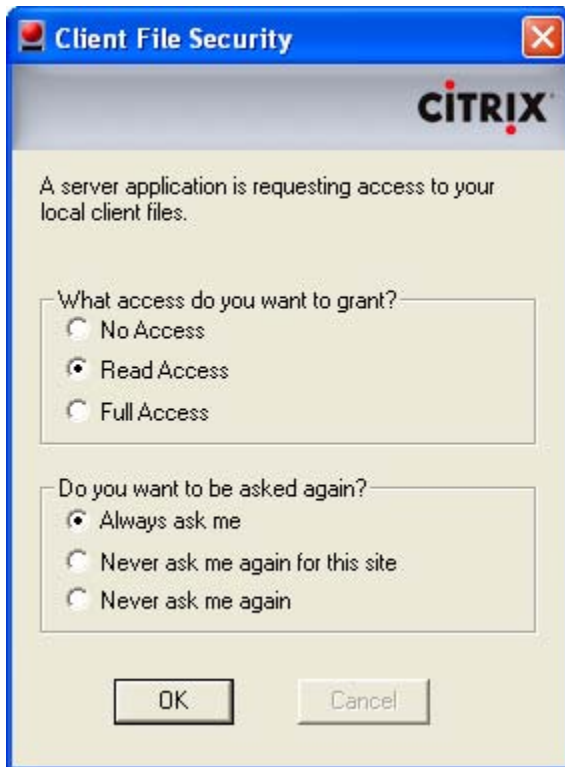 Client File Security
CITRIX
A server application is requesting access to your
local client files.
What access do you want to grant?
No Access
Read Access
Full Access
Do you want to be asked again?
Always ask me
Never ask me again for this site
Never ask me again
OK
Cancel